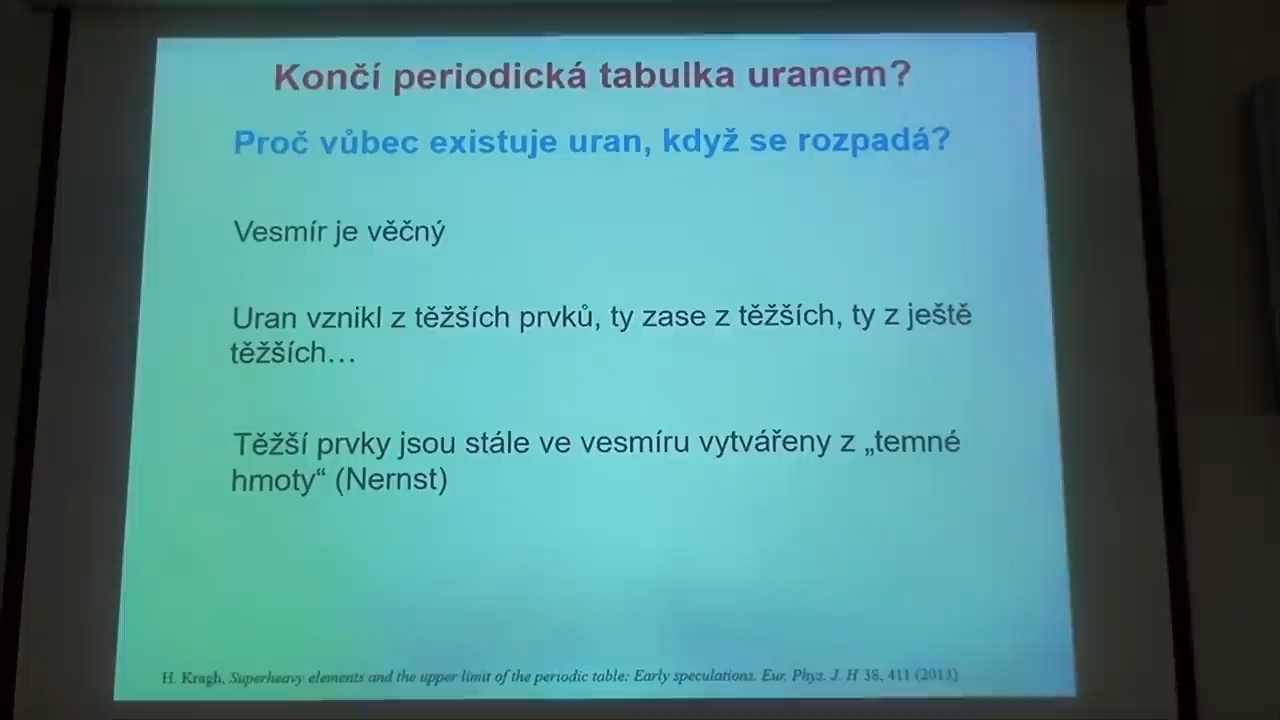 Končí periodická tabulka uranem?
Proč vůbec existuje uran, když se rozpadá?
Vesmír je věčný
Uran vznikl z těžších prvků, ty zase z těžších, ty z ještě
těžších…
Těžší prvky jsou stále ve vesmíru vytvářeny z „temné
hmoty“ (Nernst)
H. Kragh, Superheavy elements and the upper limit of the periodic table: Early speculations. Eur. Phys. J. H 38, 411 (2013)